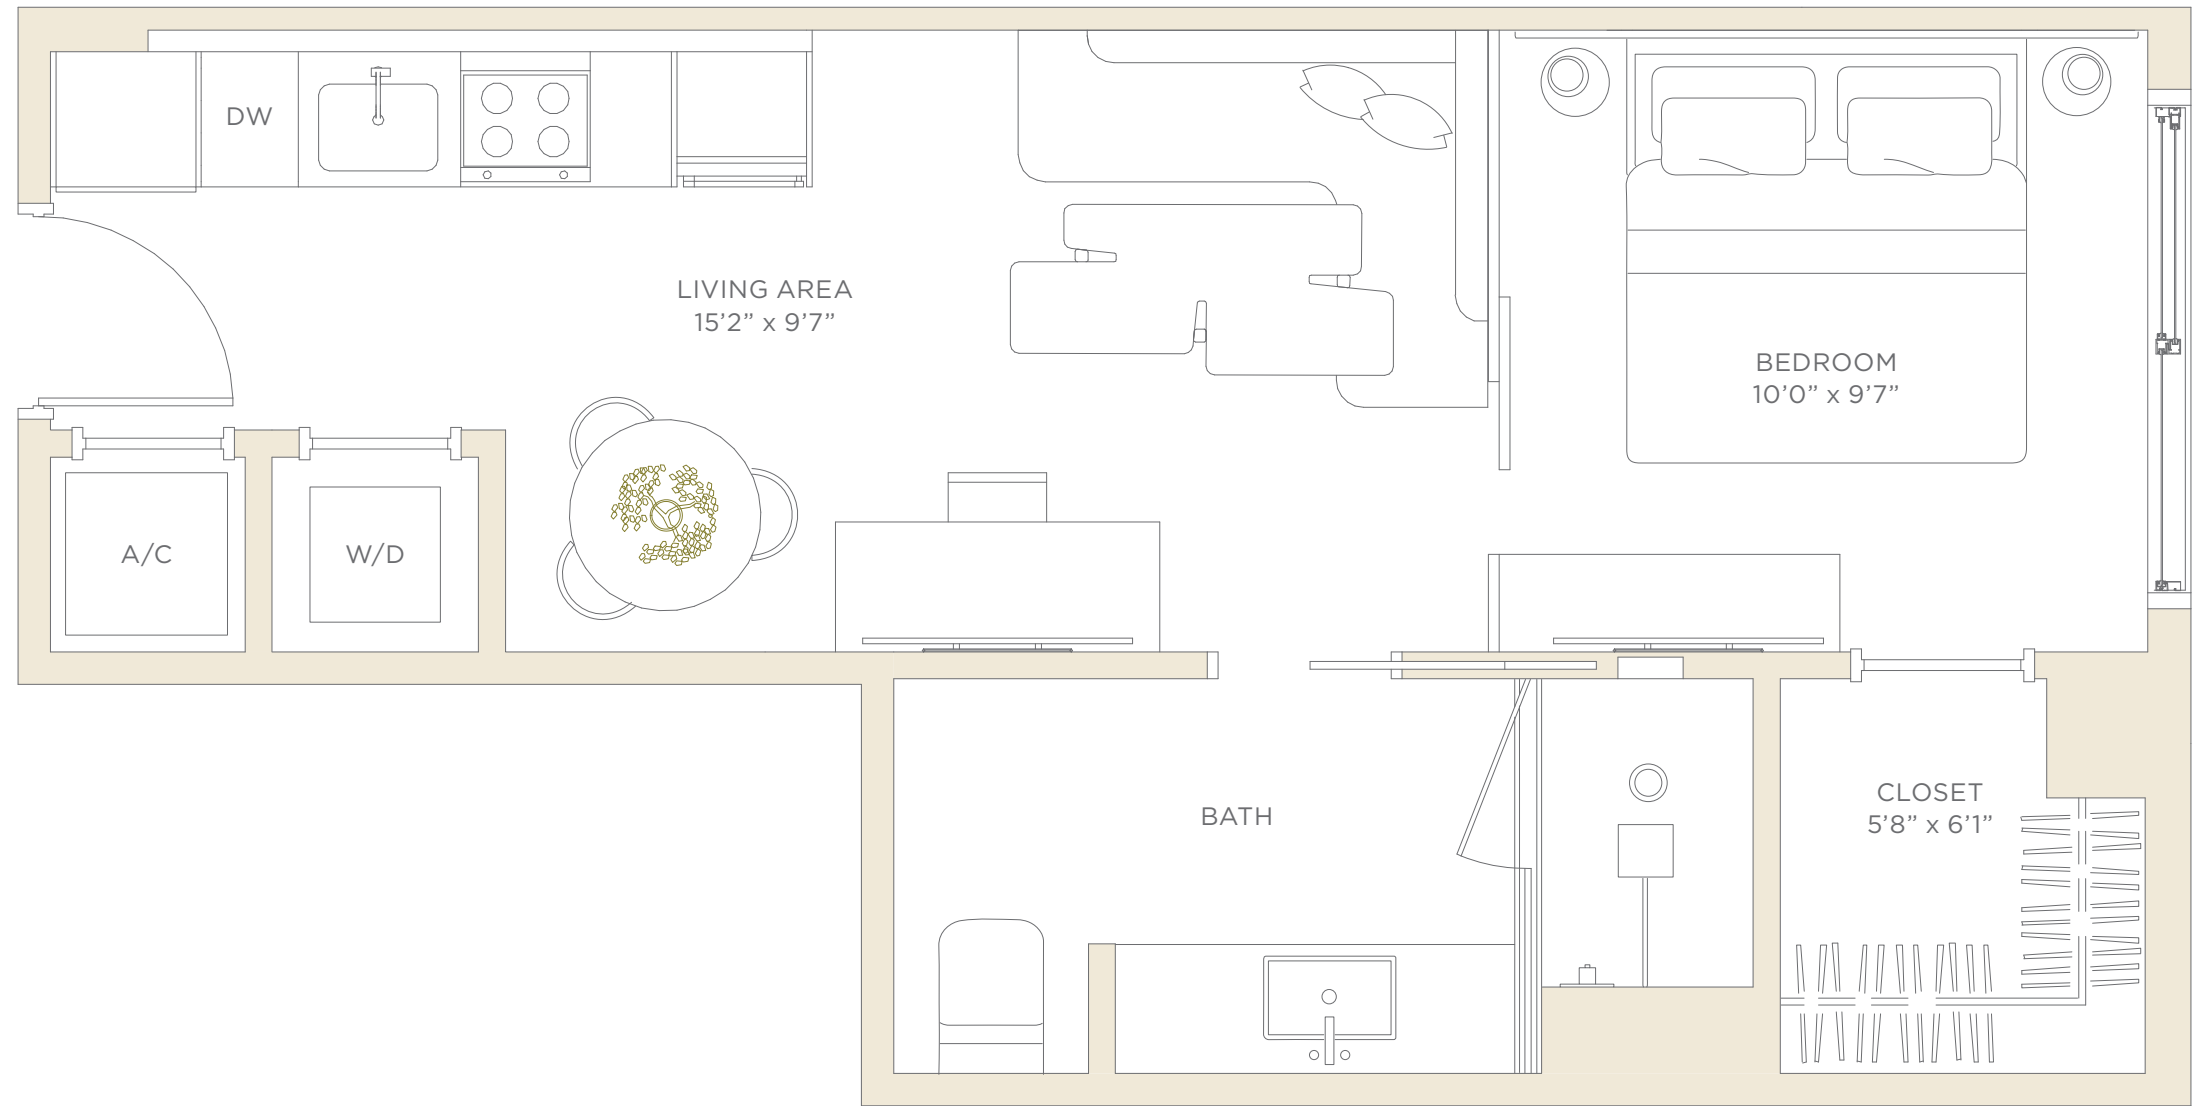 DW
LIVING AREA
15’2” x 9’7”
BEDROOM
10’0” x 9’7”
A/C
W/D
BATH
CLOSET
5’8” x 6’1”